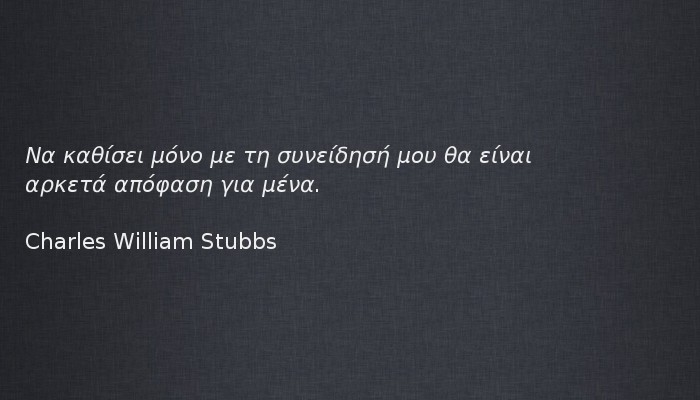 Να καθίσει μόνο με τη συνείδησή μου θα είναι
αρκετά απόφαση για μένα.
Charles William Stubbs